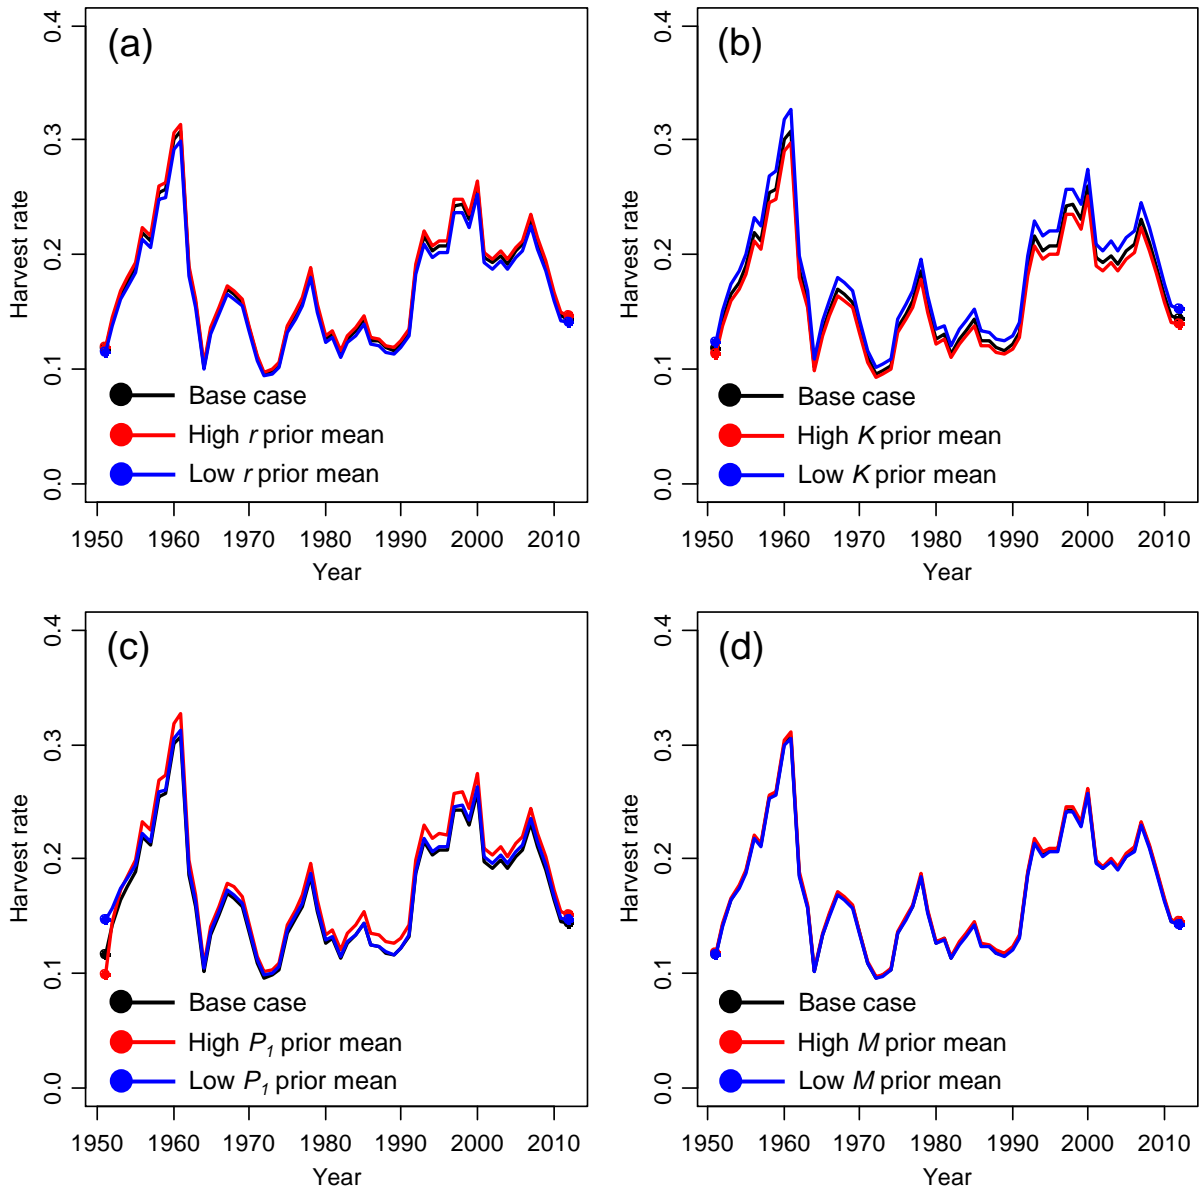 (a)
0.4
0.3
0.2
0.1
0.0
Harvest rate
Base case
High r prior mean
Low r prior mean
1950 1960 1970 1980 1990 2000 2010
Year
(b)
0.4
0.3
0.2
0.1
0.0
Harvest rate
Base case
High K prior mean
Low K prior mean
1950 1960 1970 1980 1990 2000 2010
Year
(c)
0.4
0.3
0.2
0.1
0.0
Harvest rate
Base case
High P1 prior mean
Low P1 prior mean
1950 1960 1970 1980 1990 2000 2010
Year
(d)
0.4
0.3
0.2
0.1
0.0
Harvest rate
Base case
High M prior mean
Low M prior mean
1950 1960 1970 1980 1990 2000 2010
Year